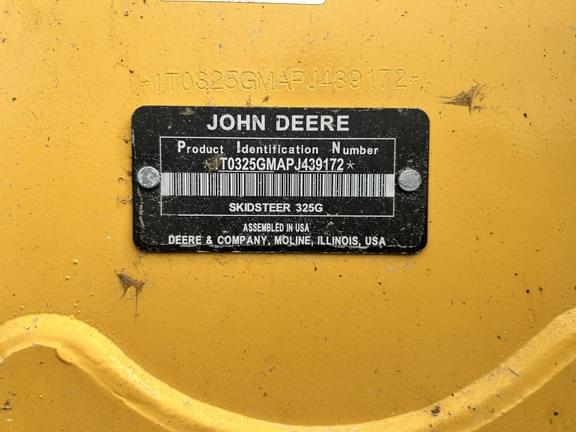 *1T0325GMAPJ439172*
JOHN DEERE
Product Identification Number
*1T0325GMAPJ439172*
SKIDSTEER 325G
ASSEMBLED IN USA
DEERE & COMPANY, MOLINE, ILLINOIS, USA